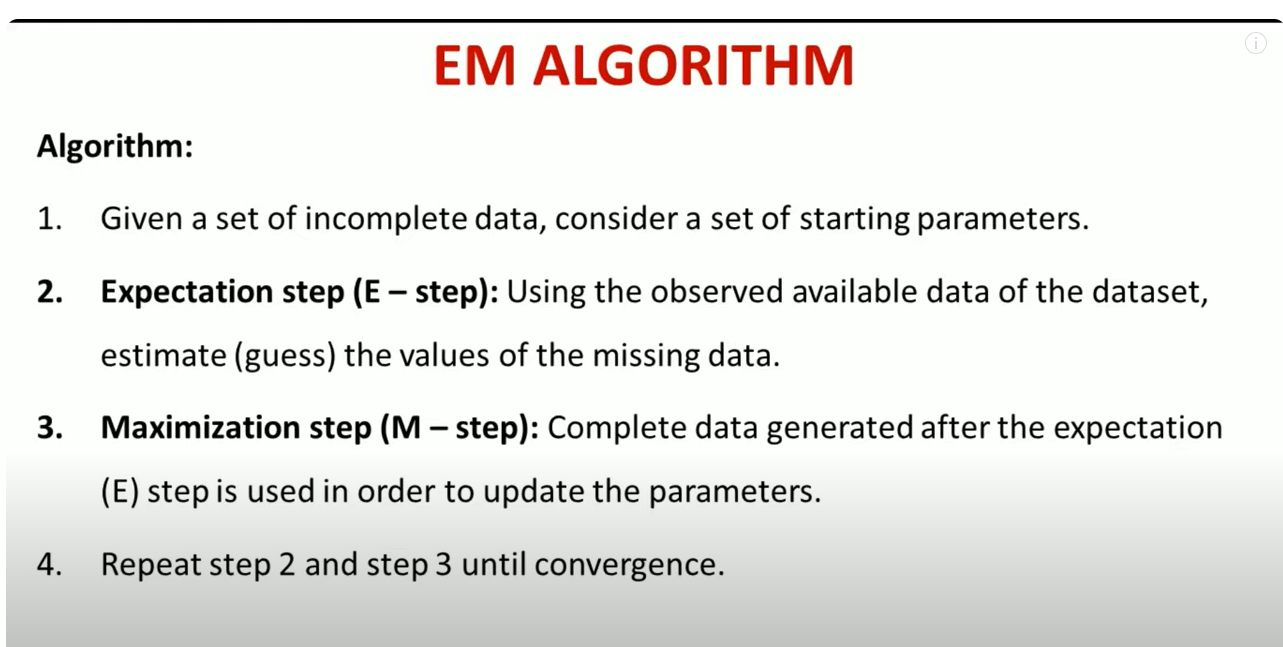 EM ALGORITHM
Algorithm:
1. Given a set of incomplete data, consider a set of starting parameters.
2. Expectation step (E – step): Using the observed available data of the dataset,
estimate (guess) the values of the missing data.
3. Maximization step (M – step): Complete data generated after the expectation
(E) step is used in order to update the parameters.
4. Repeat step 2 and step 3 until convergence.